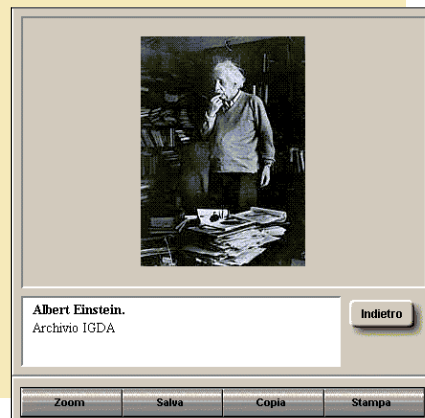 Albert Einstein.
Archivio IGDA
Indietro
Zoom Salva Copia Stampa